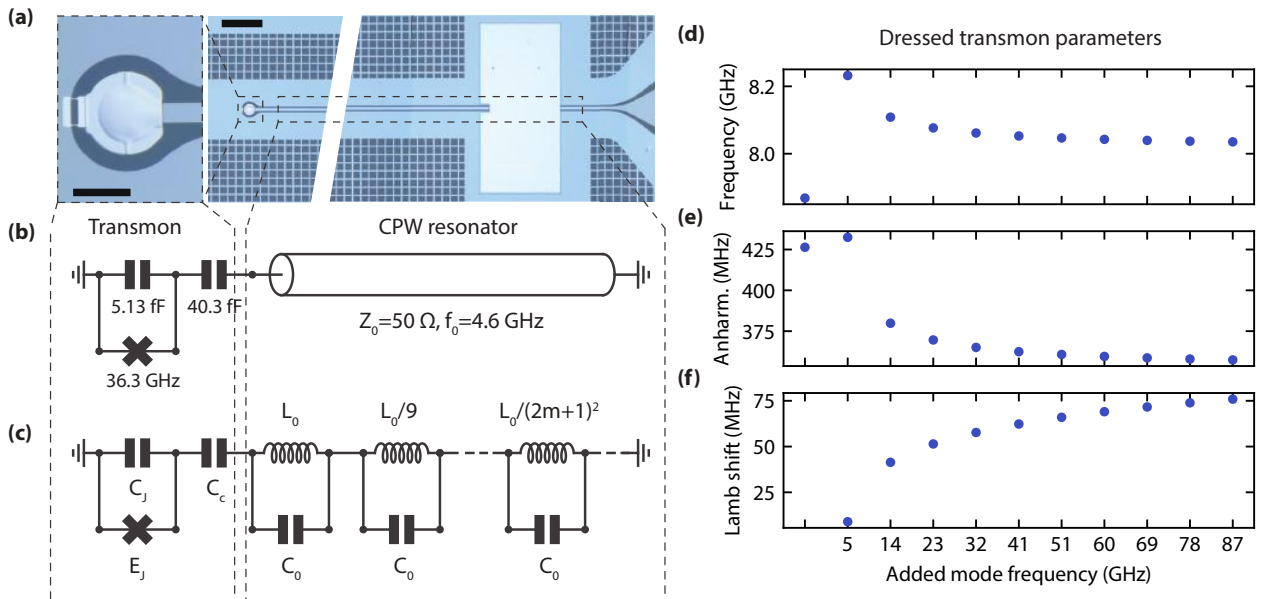 (a)
(b)
Transmon
CPW resonator
5.13 fF
40.3 fF
36.3 GHz
Z₀=50 Ω, f₀=4.6 GHz
(c)
L₀
L₀/9
L₀/(2m+1)²
C_J
C_c
E_J
C₀
C₀
C₀
(d)
Dressed transmon parameters
Frequency (GHz)
8.2
8.0
(e)
Anharm. (MHz)
425
400
375
(f)
Lamb shift (MHz)
75
50
25
5 14 23 32 41 51 60 69 78 87
Added mode frequency (GHz)